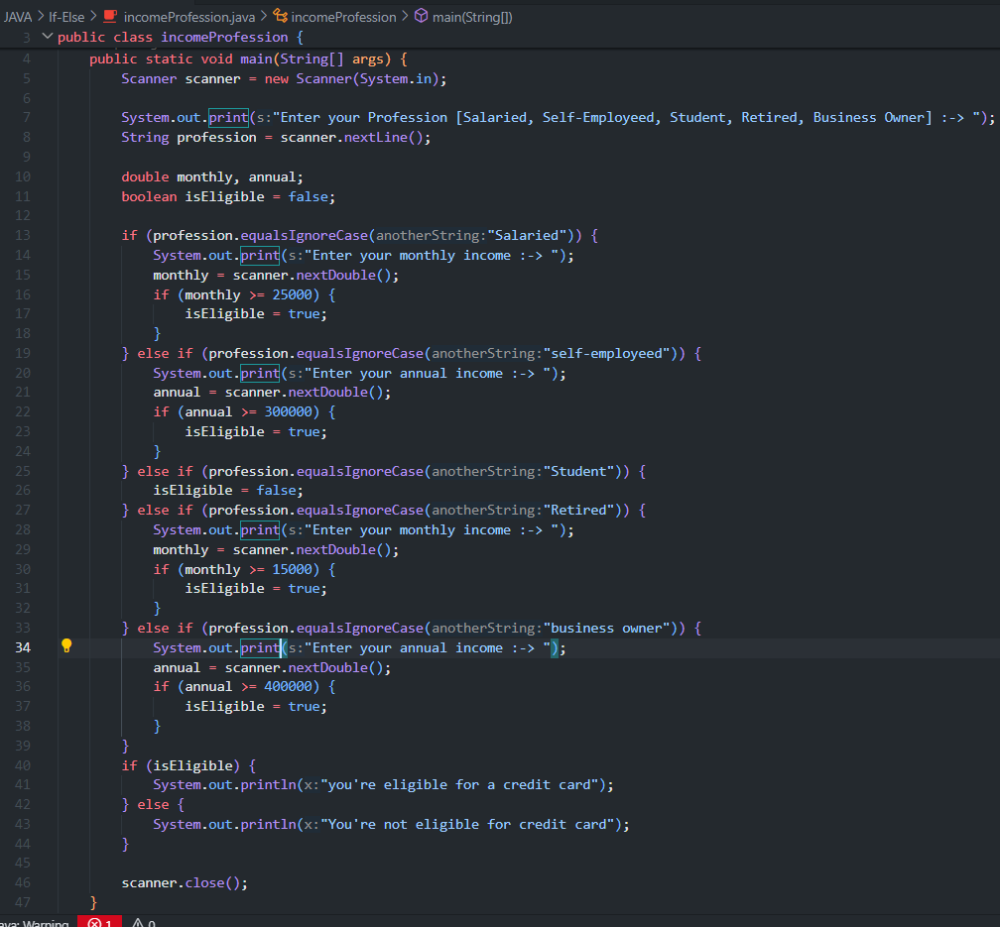 JAVA > If-Else > incomeProfession.java > incomeProfession > main(String[])
3 public class incomeProfession {
4 public static void main(String[] args) {
5 Scanner scanner = new Scanner(System.in);
6
7 System.out.print(s:"Enter your Profession [Salaried, Self-Employeed, Student, Retired, Business Owner] :-> ");
8 String profession = scanner.nextLine();
9
10 double monthly, annual;
11 boolean isEligible = false;
12
13 if (profession.equalsIgnoreCase(anotherString:"Salaried")) {
14 System.out.print(s:"Enter your monthly income :-> ");
15 monthly = scanner.nextDouble();
16 if (monthly >= 25000) {
17 isEligible = true;
18 }
19 } else if (profession.equalsIgnoreCase(anotherString:"self-employeed")) {
20 System.out.print(s:"Enter your annual income :-> ");
21 annual = scanner.nextDouble();
22 if (annual >= 300000) {
23 isEligible = true;
24 }
25 } else if (profession.equalsIgnoreCase(anotherString:"Student")) {
26 isEligible = false;
27 } else if (profession.equalsIgnoreCase(anotherString:"Retired")) {
28 System.out.print(s:"Enter your monthly income :-> ");
29 monthly = scanner.nextDouble();
30 if (monthly >= 15000) {
31 isEligible = true;
32 }
33 } else if (profession.equalsIgnoreCase(anotherString:"business owner")) {
34 System.out.print(s:"Enter your annual income :-> ");
35 annual = scanner.nextDouble();
36 if (annual >= 400000) {
37 isEligible = true;
38 }
39 }
40 if (isEligible) {
41 System.out.println(x:"you're eligible for a credit card");
42 } else {
43 System.out.println(x:"You're not eligible for credit card");
44 }
45
46 scanner.close();
47 }
ava: Warning 1 0